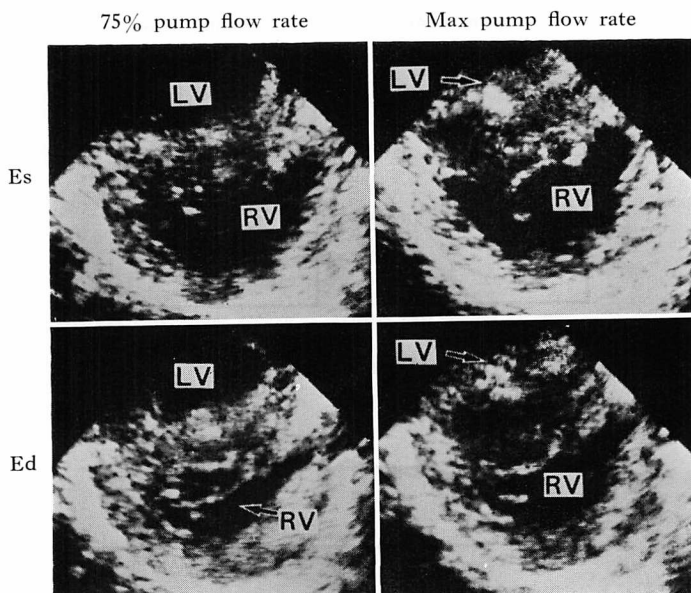 75% pump flow rate
Max pump flow rate
Es
LV
RV
LV
RV
Ed
LV
RV
LV
RV